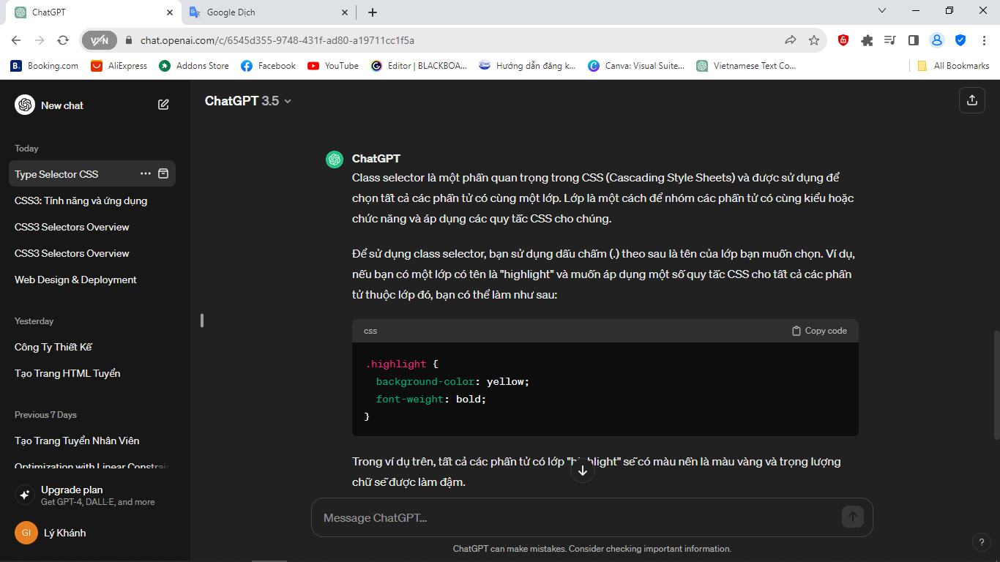 ChatGPT
Google Dịch
VPN
chat.openai.com/c/6545d355-9748-431f-ad80-a19711cc1f5a
Booking.com
AliExpress
Addons Store
Facebook
YouTube
Editor | BLACKBOA...
Hướng dẫn đăng k...
Canva: Visual Suite...
Vietnamese Text Co...
All Bookmarks
New chat
Today
Type Selector CSS
CSS3: Tính năng và ứng dụng
CSS3 Selectors Overview
CSS3 Selectors Overview
Web Design & Deployment
Yesterday
Công Ty Thiết Kế
Tạo Trang HTML Tuyển
Previous 7 Days
Tạo Trang Tuyển Nhân Viên
Optimization with Linear Constrai
Upgrade plan
Get GPT-4, DALL·E, and more
GI
Lý Khánh
ChatGPT 3.5
ChatGPT
Class selector là một phần quan trọng trong CSS (Cascading Style Sheets) và được sử dụng để
chọn tất cả các phần tử có cùng một lớp. Lớp là một cách để nhóm các phần tử có cùng kiểu hoặc
chức năng và áp dụng các quy tắc CSS cho chúng.
Để sử dụng class selector, bạn sử dụng dấu chấm (.) theo sau là tên của lớp bạn muốn chọn. Ví dụ,
nếu bạn có một lớp có tên là "highlight" và muốn áp dụng một số quy tắc CSS cho tất cả các phần
tử thuộc lớp đó, bạn có thể làm như sau:
css
Copy code
.highlight {
background-color: yellow;
font-weight: bold;
}
Trong ví dụ trên, tất cả các phần tử có lớp "highlight" sẽ có màu nền là màu vàng và trọng lượng
chữ sẽ được làm đậm.
Message ChatGPT...
ChatGPT can make mistakes. Consider checking important information.
?